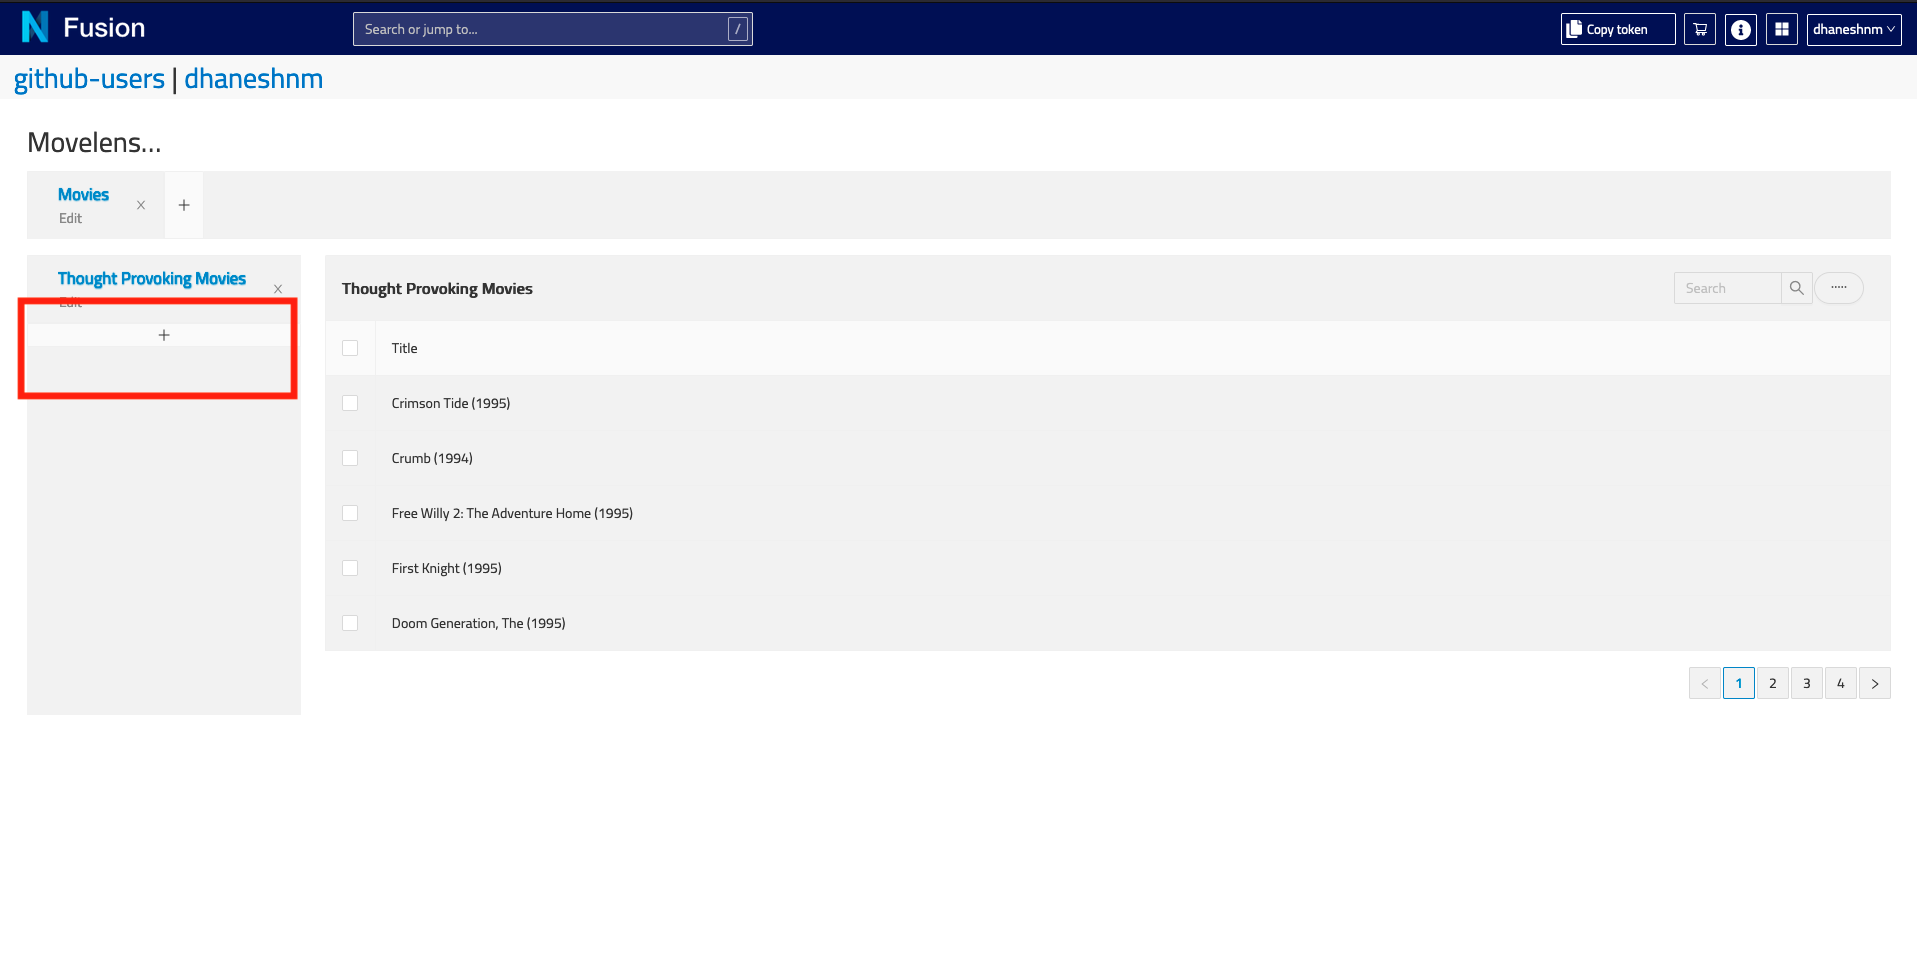 Fusion
Search or jump to...
/
Copy token
dhaneshnm
github-users | dhaneshnm
Movelens...
Movies
Edit
x
+
Thought Provoking Movies
Edit
x
+
Thought Provoking Movies
Search
.....
Title
Crimson Tide (1995)
Crumb (1994)
Free Willy 2: The Adventure Home (1995)
First Knight (1995)
Doom Generation, The (1995)
< 1 2 3 4 >